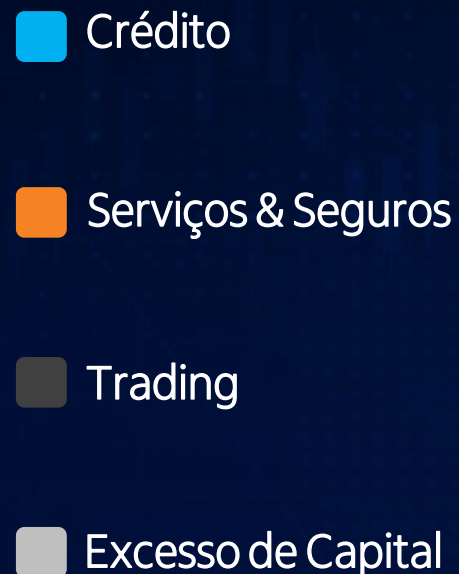 Crédito
Serviços & Seguros
Trading
Excesso de Capital